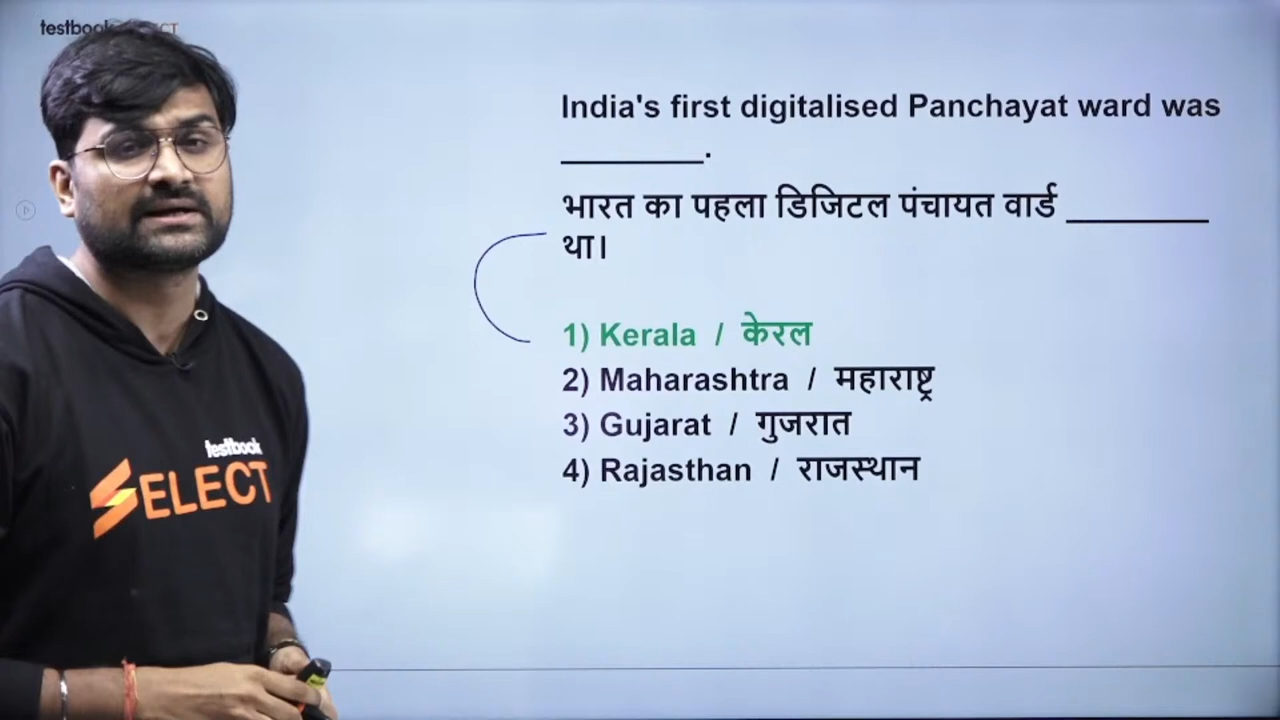 testbook
India's first digitalised Panchayat ward was
________.
भारत का पहला डिजिटल पंचायत वार्ड ________
था।
1) Kerala / केरल
2) Maharashtra / महाराष्ट्र
3) Gujarat / गुजरात
4) Rajasthan / राजस्थान
testbook
SELECT